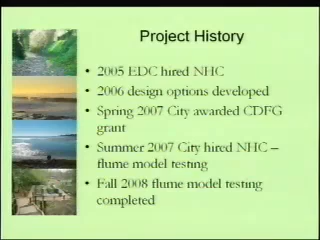 Project History
• 2005 EDC hired NHC
• 2006 design options developed
• Spring 2007 City awarded CDFG
grant
• Summer 2007 City hired NHC –
flume model testing
• Fall 2008 flume model testing
completed